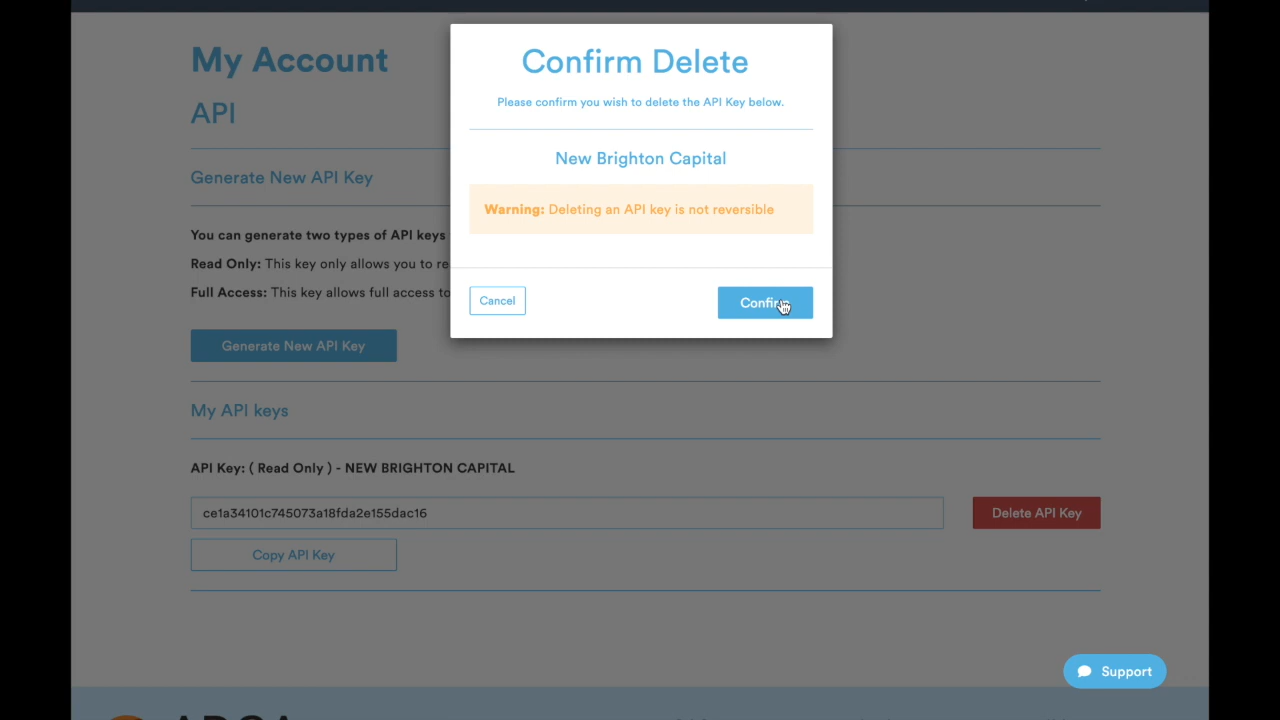 Confirm Delete
Please confirm you wish to delete the API Key below.
New Brighton Capital
Warning: Deleting an API key is not reversible
Cancel
My Account
API
Generate New API Key
You can generate two types of API keys
Read Only: This key only allows you to re
Full Access: This key allows full access to
Generate New API Key
My API keys
API Key: ( Read Only ) - NEW BRIGHTON CAPITAL
ce1a34101c745073a18fda2e155dac16
Delete API Key
Copy API Key
Support